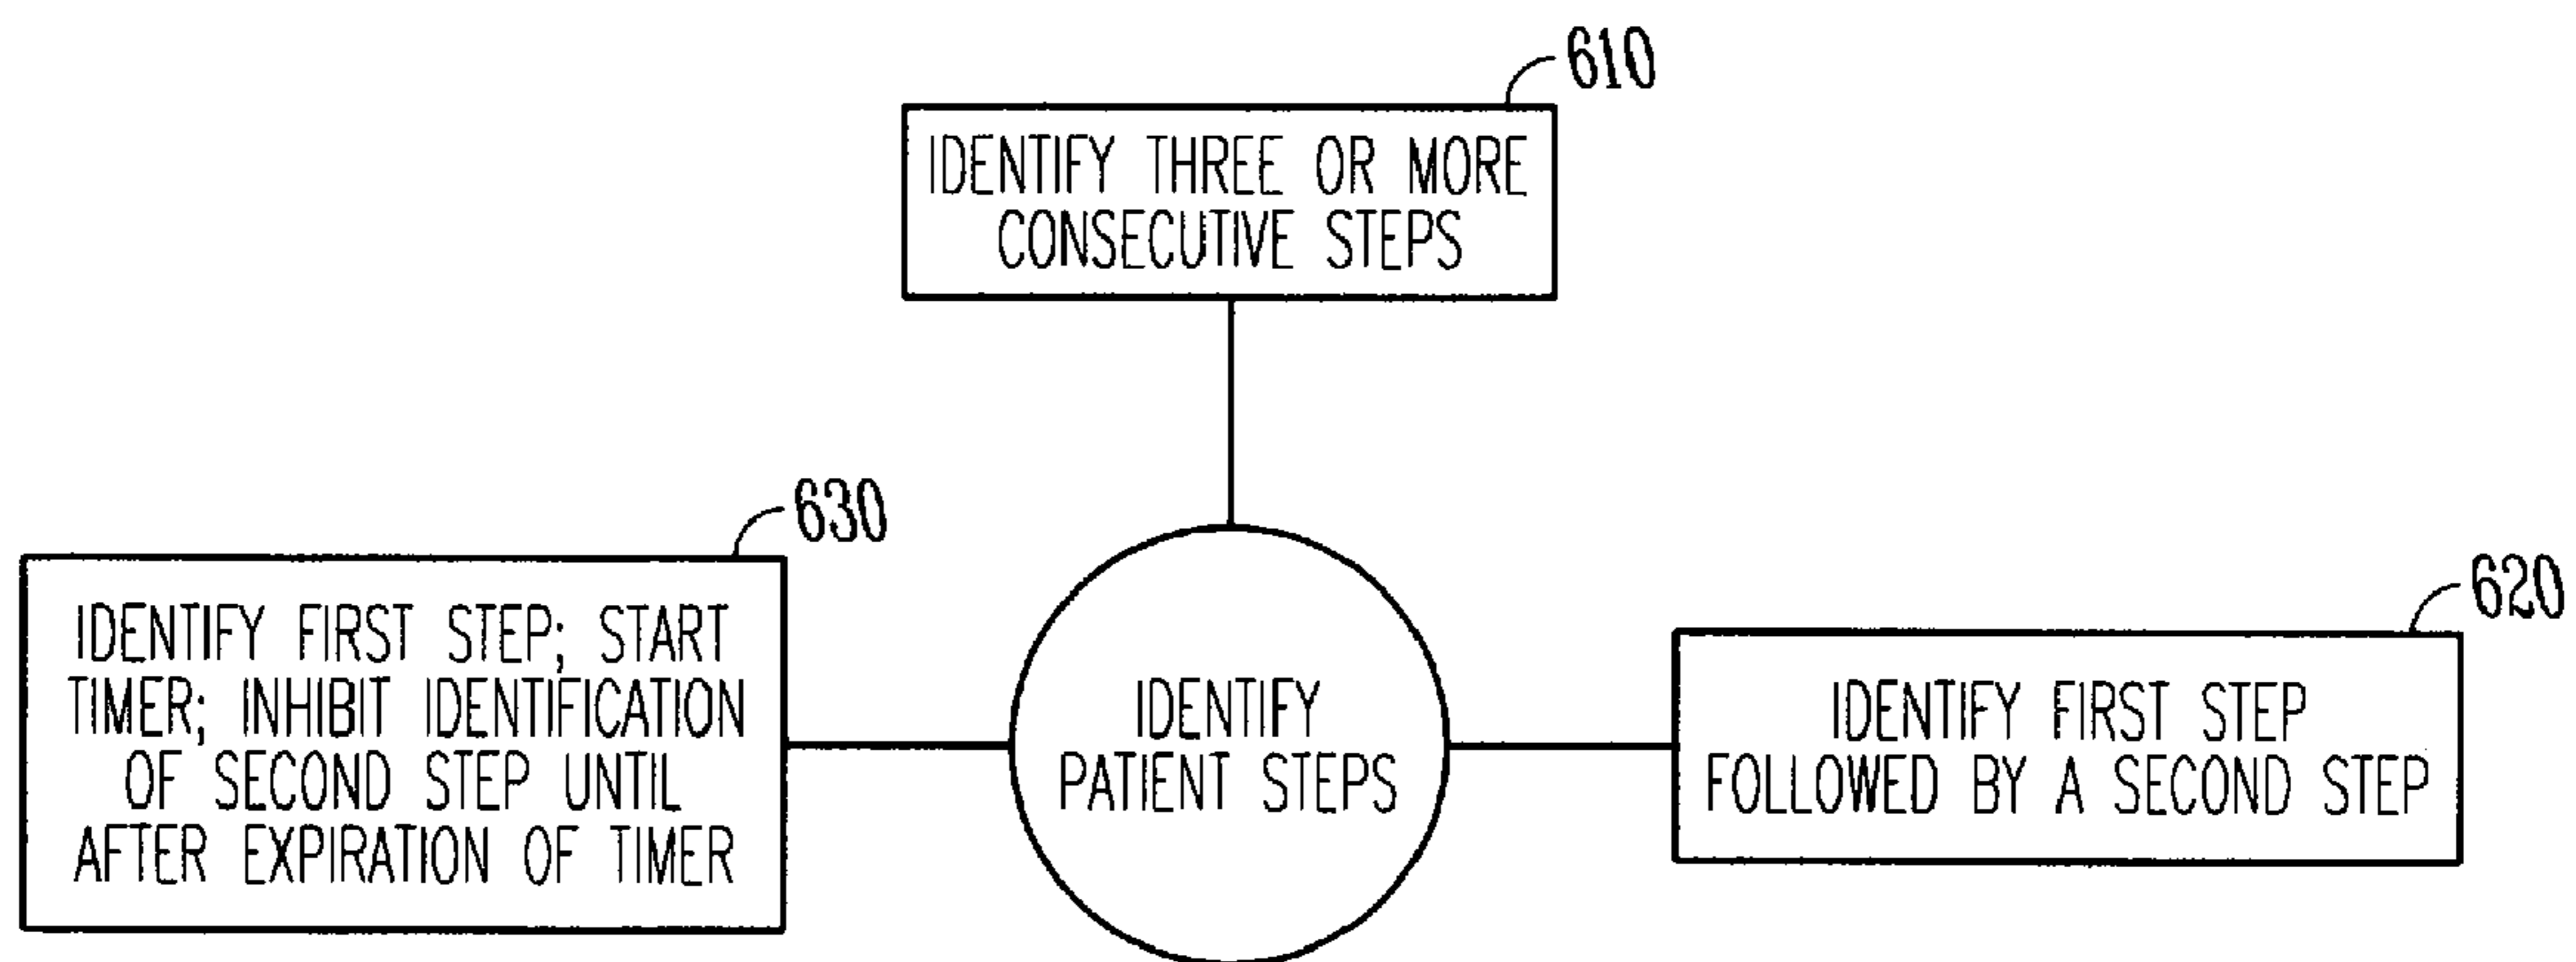 610
IDENTIFY THREE OR MORE
CONSECUTIVE STEPS
630
IDENTIFY FIRST STEP; START
TIMER; INHIBIT IDENTIFICATION
OF SECOND STEP UNTIL
AFTER EXPIRATION OF TIMER
IDENTIFY
PATIENT STEPS
620
IDENTIFY FIRST STEP
FOLLOWED BY A SECOND STEP